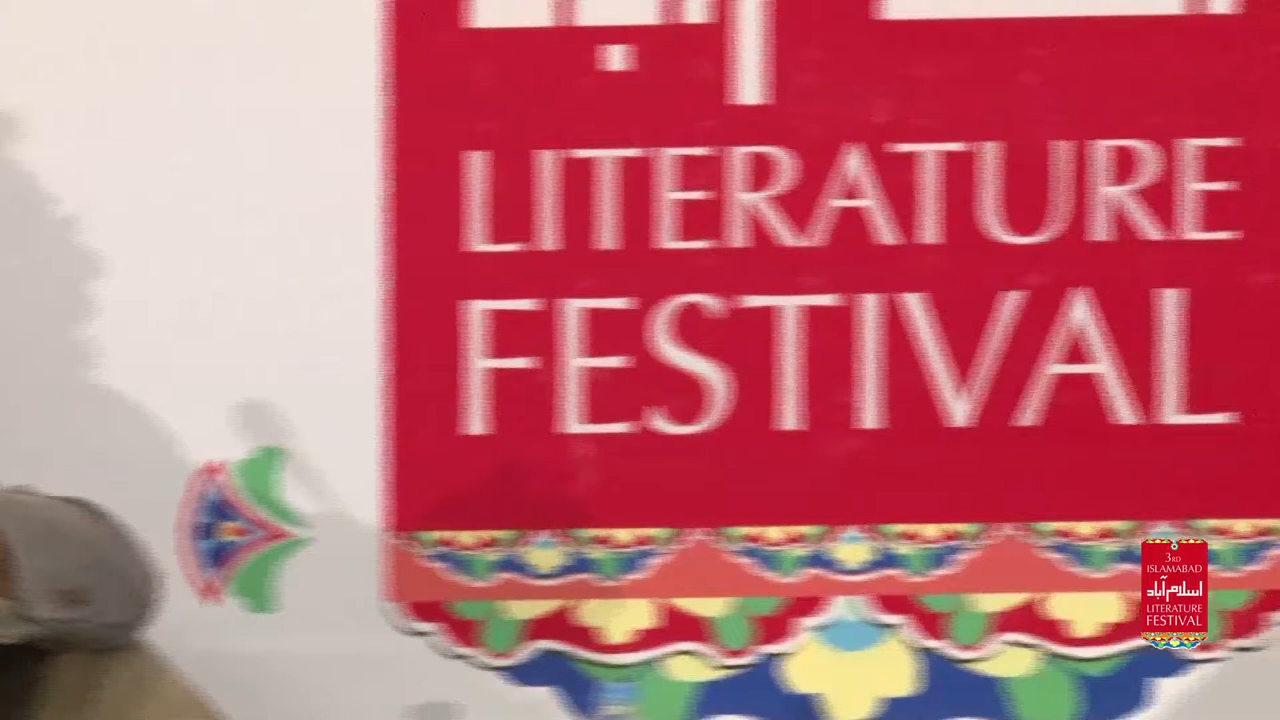 LITERATURE
FESTIVAL
3RD
ISLAMABAD
اسلام آباد
LITERATURE
FESTIVAL